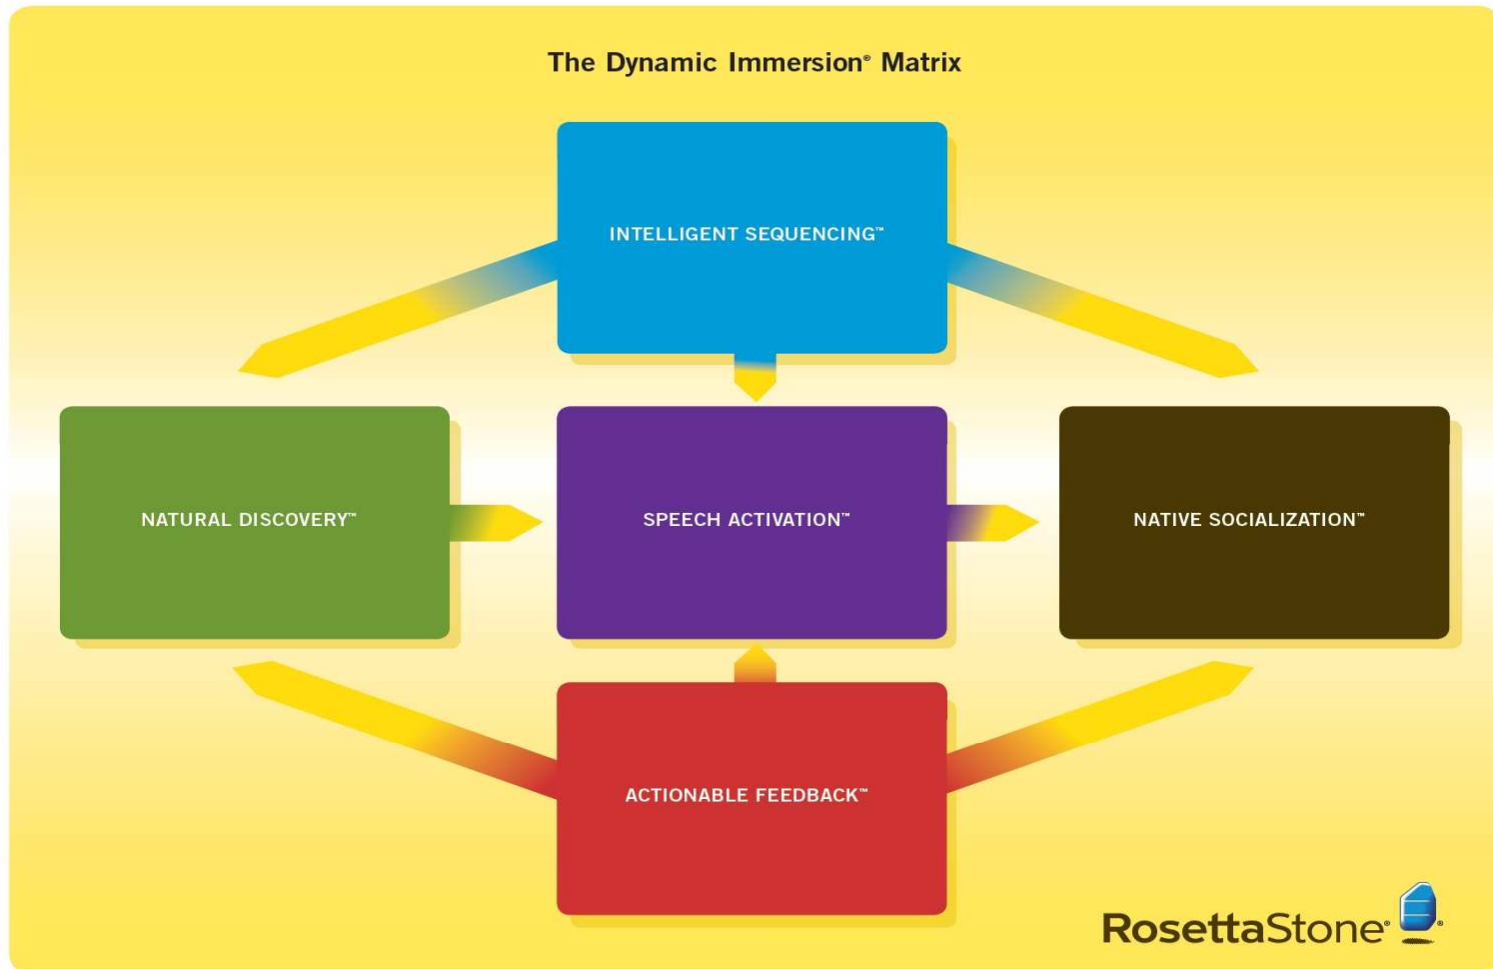 The Dynamic Immersion® Matrix
INTELLIGENT SEQUENCING™
NATURAL DISCOVERY™
SPEECH ACTIVATION™
NATIVE SOCIALIZATION™
ACTIONABLE FEEDBACK™
RosettaStone® ®